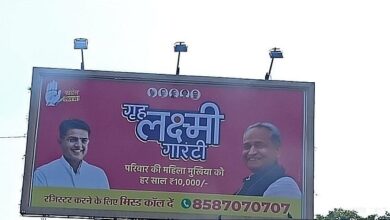 गृह
लक्ष्मी
गारंटी
परिवार की महिला मुखिया को
हर साल ₹10,000/-
रजिस्टर करने के लिए मिस्ड कॉल दें 8587070707